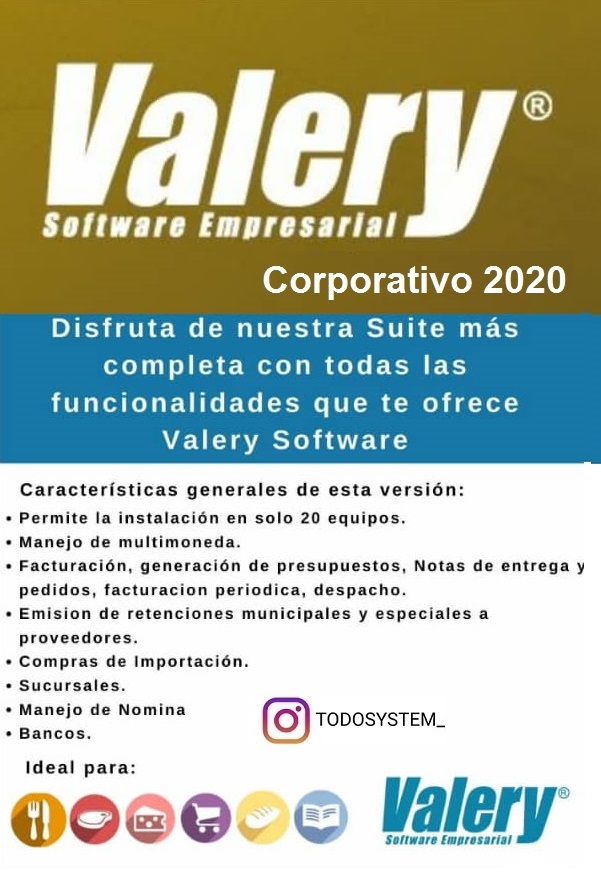 Valery®
Software Empresarial
Corporativo 2020
Disfruta de nuestra Suite más
completa con todas las
funcionalidades que te ofrece
Valery Software
Características generales de esta versión:
• Permite la instalación en solo 20 equipos.
• Manejo de multimoneda.
• Facturación, generación de presupuestos, Notas de entrega y
pedidos, facturacion periodica, despacho.
• Emision de retenciones municipales y especiales a
proveedores.
• Compras de Importación.
• Sucursales.
• Manejo de Nomina
• Bancos.
TODOSYSTEM_
Ideal para:
Valery®
Software Empresarial